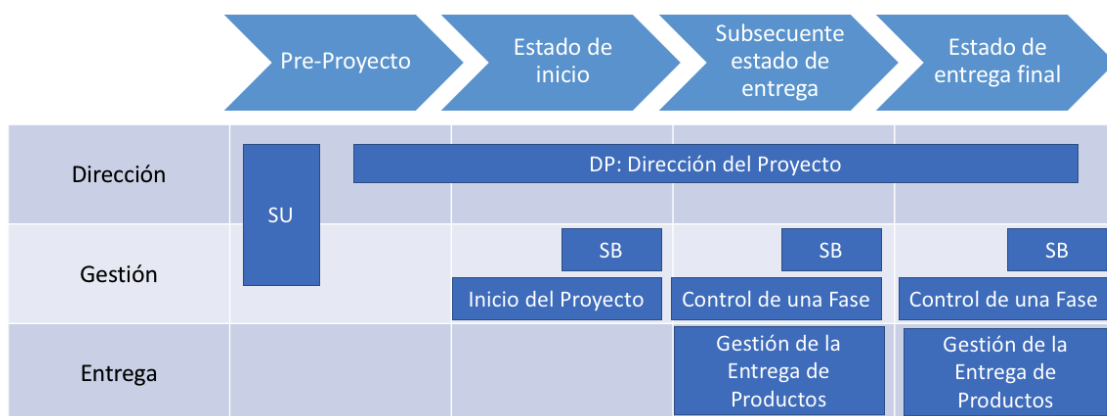 Pre-Proyecto
Estado de
inicio
Subsecuente
estado de
entrega
Estado de
entrega final
Dirección
SU
DP: Dirección del Proyecto
Gestión
SB
SB
SB
Inicio del Proyecto
Control de una Fase
Control de una Fase
Entrega
Gestión de la
Entrega de
Productos
Gestión de la
Entrega de
Productos